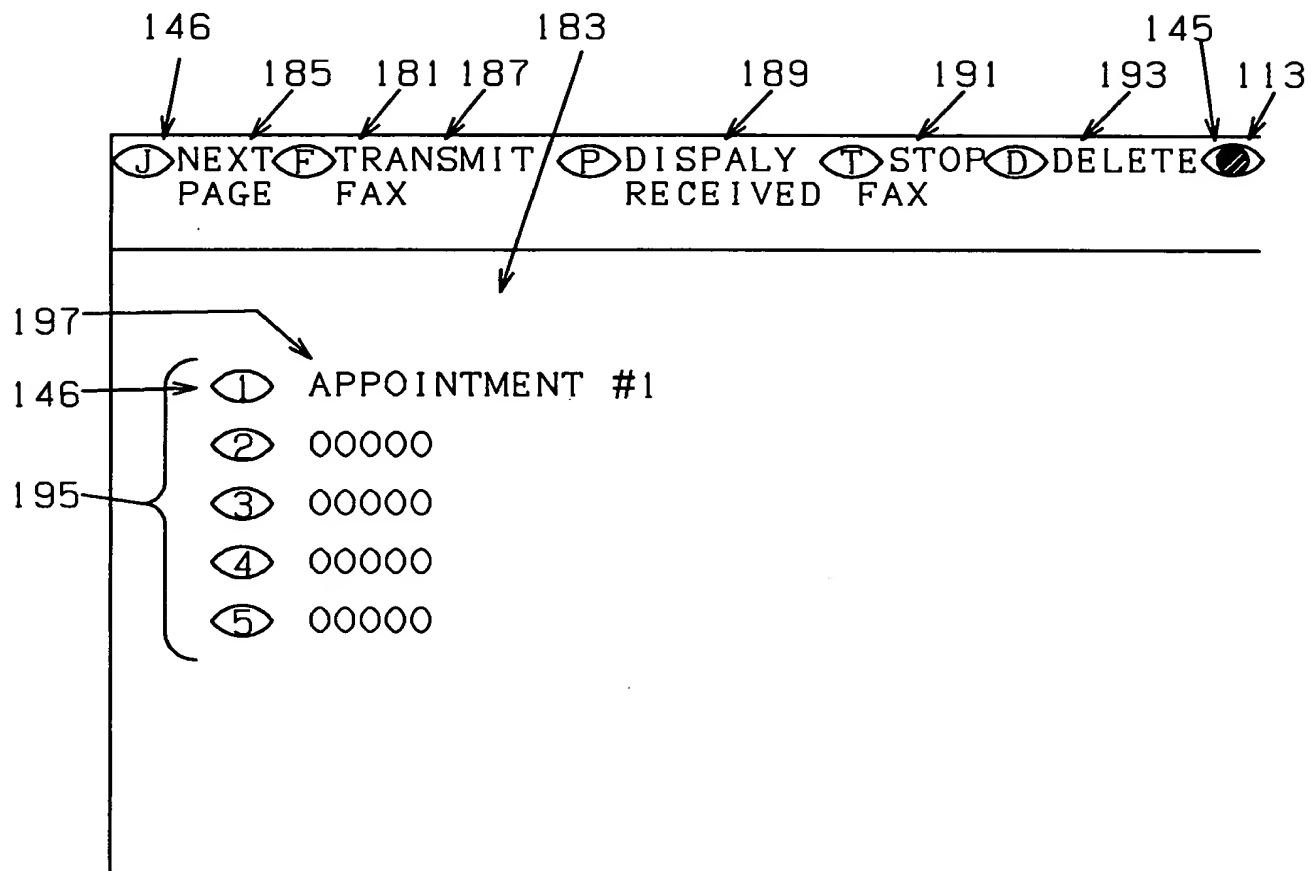 146 183 145
185 181 187 189 191 193 113
J NEXT F TRANSMIT P DISPALY T STOP D DELETE
PAGE FAX RECEIVED FAX
197
146 1 APPOINTMENT #1
2 00000
195 3 00000
4 00000
5 00000